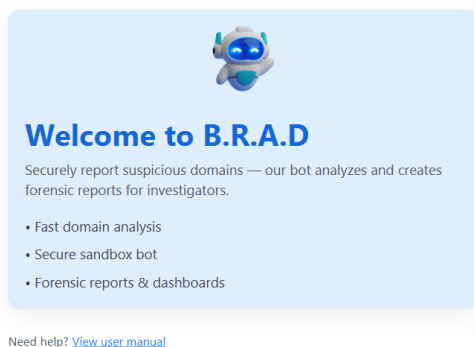 Welcome to B.R.A.D
Securely report suspicious domains — our bot analyzes and creates
forensic reports for investigators.
• Fast domain analysis
• Secure sandbox bot
• Forensic reports & dashboards
Need help? View user manual